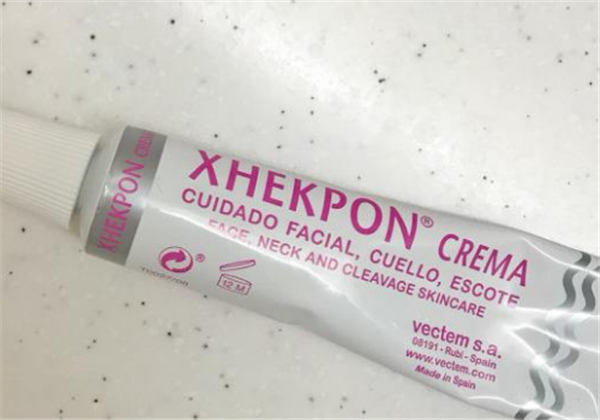 XHEKPON CREMA
XHEKPON® CREMA
CUIDADO FACIAL, CUELLO, ESCOTE
FACE, NECK AND CLEAVAGE SKINCARE
®
12 M
vectem s.a.
08191 - Rubi - Spain
www.vectem.com
Made in Spain